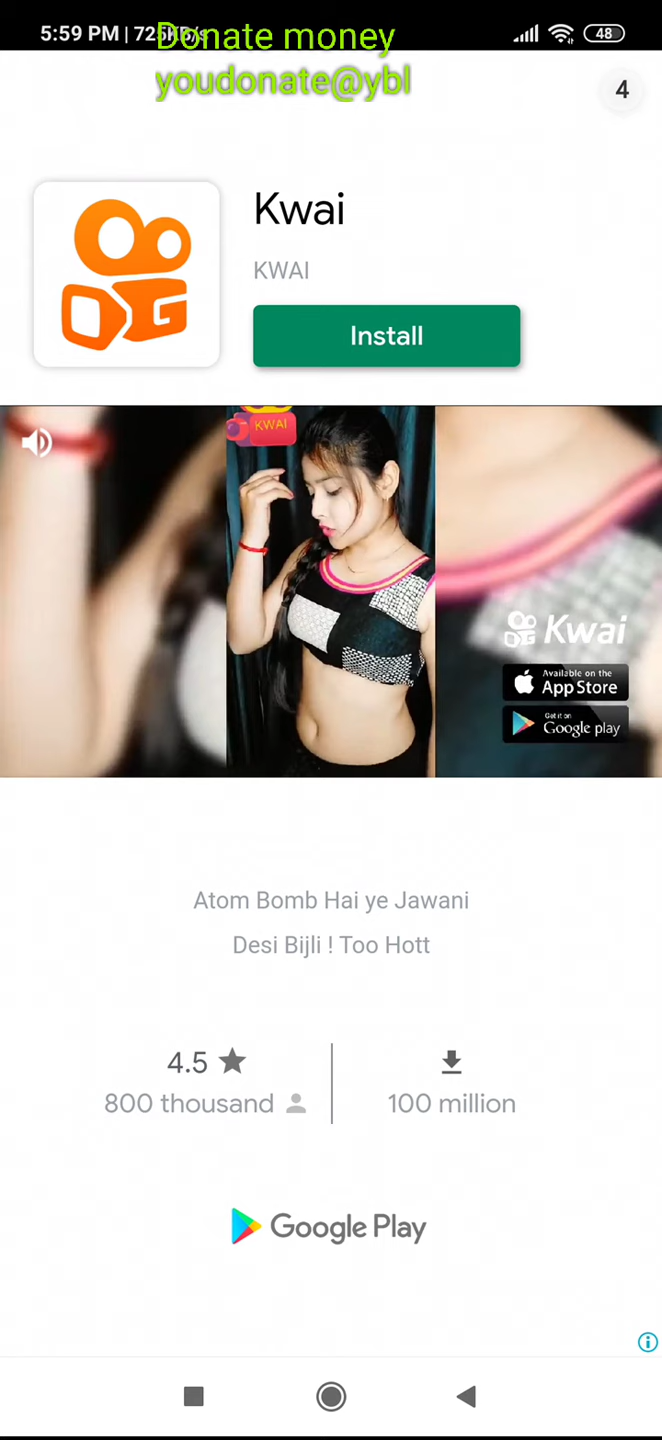 5:59 PM | 725KB/s
48
Donate money
youdonate@ybl
4
Kwai
KWAI
Install
KWAI
Kwai
Available on the
App Store
Get it on
Google play
Atom Bomb Hai ye Jawani
Desi Bijli ! Too Hott
4.5
800 thousand
100 million
Google Play